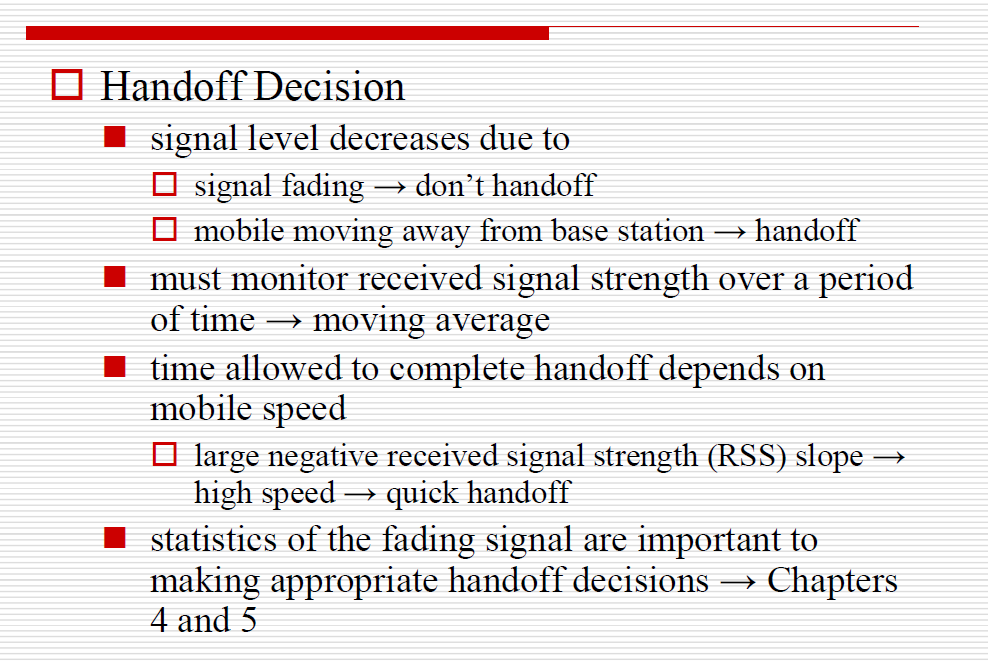 Handoff Decision
signal level decreases due to
signal fading → don’t handoff
mobile moving away from base station → handoff
must monitor received signal strength over a period
of time → moving average
time allowed to complete handoff depends on
mobile speed
large negative received signal strength (RSS) slope →
high speed → quick handoff
statistics of the fading signal are important to
making appropriate handoff decisions → Chapters
4 and 5